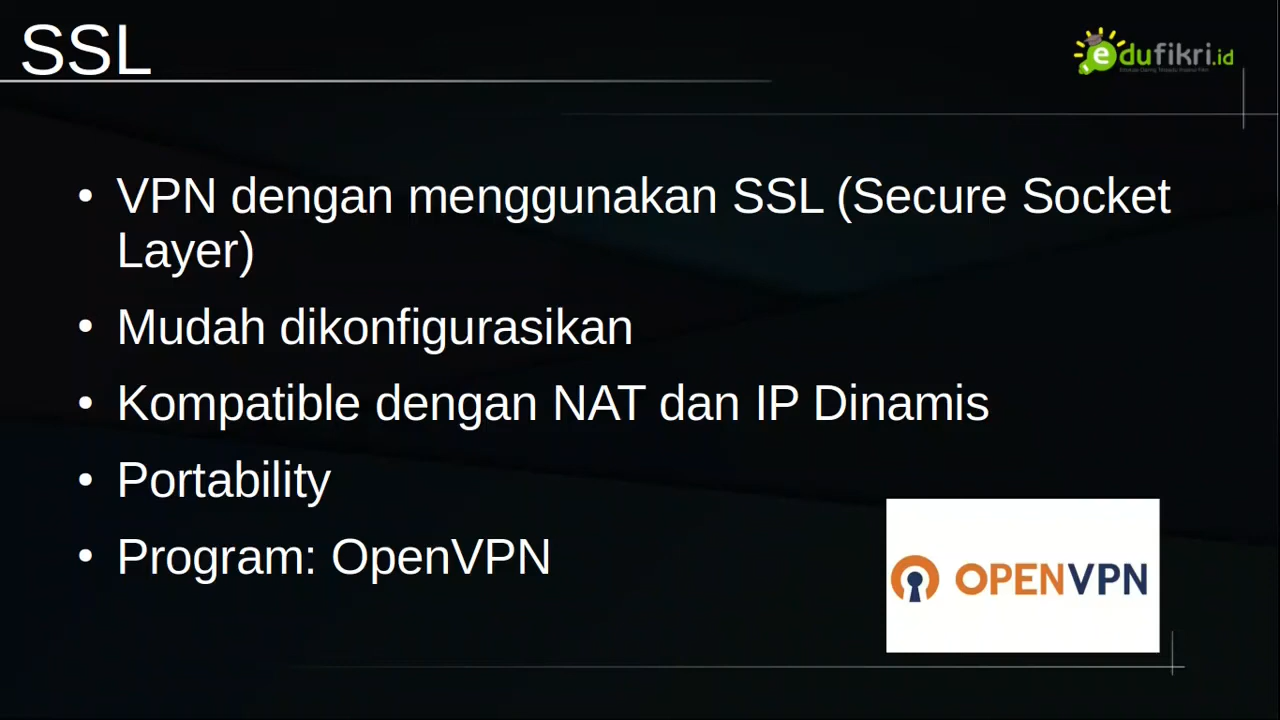 SSL
edufikri.id
• VPN dengan menggunakan SSL (Secure Socket
Layer)
• Mudah dikonfigurasikan
• Kompatible dengan NAT dan IP Dinamis
• Portability
• Program: OpenVPN
OPENVPN